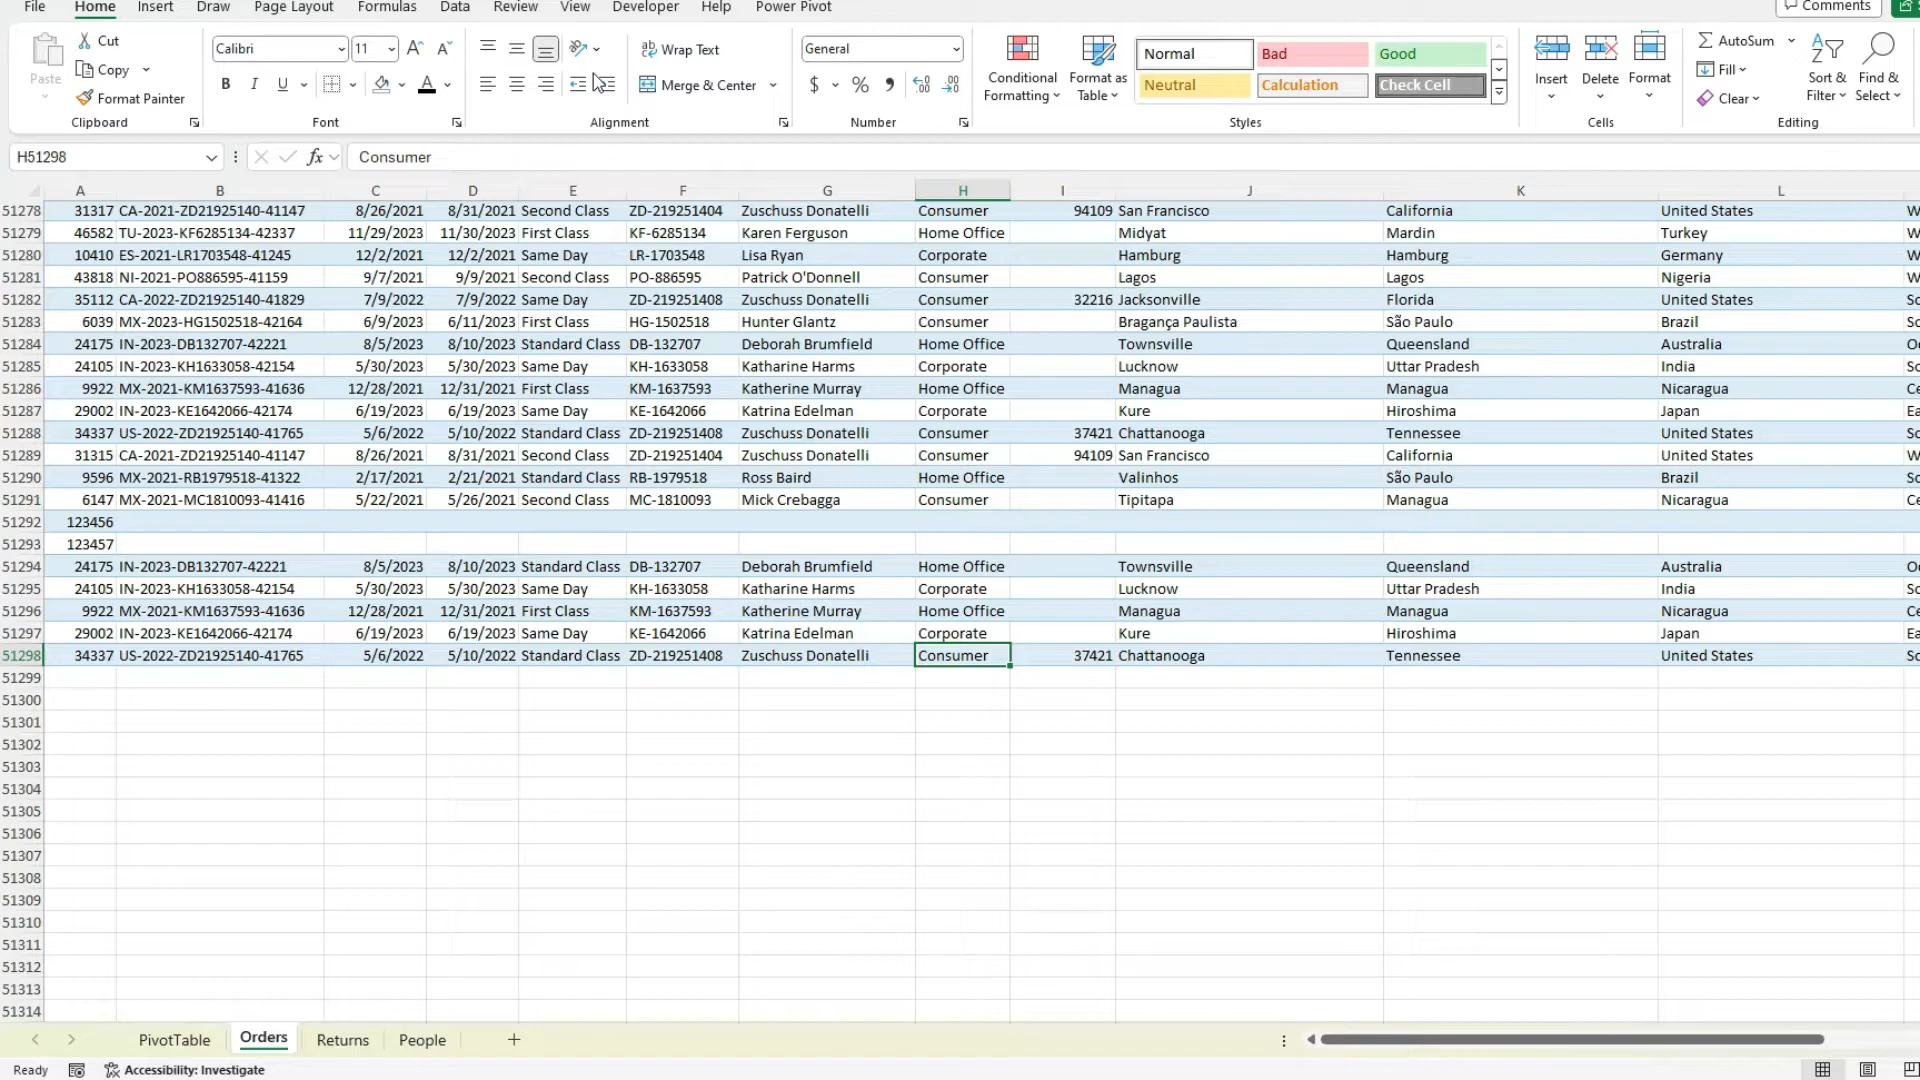 File Home Insert Draw Page Layout Formulas Data Review View Developer Help Power Pivot Comments
Cut
Copy
Format Painter
Paste
Clipboard
Calibri 11
B I U
Font
Wrap Text
Merge & Center
Alignment
General
$ % 9
Number
Conditional Formatting
Format as Table
Normal Bad Good
Neutral Calculation Check Cell
Styles
Insert Delete Format
Cells
AutoSum
Fill
Clear
Sort & Filter
Find & Select
Editing
H51298 fx Consumer
A B C D E F G H I J K L
51278 31317 CA-2021-ZD21925140-41147 8/26/2021 8/31/2021 Second Class ZD-219251404 Zuschuss Donatelli Consumer 94109 San Francisco California United States W
51279 46582 TU-2023-KF6285134-42337 11/29/2023 11/30/2023 First Class KF-6285134 Karen Ferguson Home Office Midyat Mardin Turkey W
51280 10410 ES-2021-LR1703548-41245 12/2/2021 12/2/2021 Same Day LR-1703548 Lisa Ryan Corporate Hamburg Hamburg Germany W
51281 43818 NI-2021-PO886595-41159 9/7/2021 9/9/2021 Second Class PO-886595 Patrick O'Donnell Consumer Lagos Lagos Nigeria W
51282 35112 CA-2022-ZD21925140-41829 7/9/2022 7/9/2022 Same Day ZD-219251408 Zuschuss Donatelli Consumer 32216 Jacksonville Florida United States So
51283 6039 MX-2023-HG1502518-42164 6/9/2023 6/11/2023 First Class HG-1502518 Hunter Glantz Consumer Bragança Paulista São Paulo Brazil So
51284 24175 IN-2023-DB132707-42221 8/5/2023 8/10/2023 Standard Class DB-132707 Deborah Brumfield Home Office Townsville Queensland Australia Oc
51285 24105 IN-2023-KH1633058-42154 5/30/2023 5/30/2023 Same Day KH-1633058 Katharine Harms Corporate Lucknow Uttar Pradesh India So
51286 9922 MX-2021-KM1637593-41636 12/28/2021 12/31/2021 First Class KM-1637593 Katherine Murray Home Office Managua Managua Nicaragua Ce
51287 29002 IN-2023-KE1642066-42174 6/19/2023 6/19/2023 Same Day KE-1642066 Katrina Edelman Corporate Kure Hiroshima Japan Ea
51288 34337 US-2022-ZD21925140-41765 5/6/2022 5/10/2022 Standard Class ZD-219251408 Zuschuss Donatelli Consumer 37421 Chattanooga Tennessee United States So
51289 31315 CA-2021-ZD21925140-41147 8/26/2021 8/31/2021 Second Class ZD-219251404 Zuschuss Donatelli Consumer 94109 San Francisco California United States W
51290 9596 MX-2021-RB1979518-41322 2/17/2021 2/21/2021 Standard Class RB-1979518 Ross Baird Home Office Valinhos São Paulo Brazil So
51291 6147 MX-2021-MC1810093-41416 5/22/2021 5/26/2021 Second Class MC-1810093 Mick Crebagga Consumer Tipitapa Managua Nicaragua Ce
51292 123456
51293 123457
51294 24175 IN-2023-DB132707-42221 8/5/2023 8/10/2023 Standard Class DB-132707 Deborah Brumfield Home Office Townsville Queensland Australia Oc
51295 24105 IN-2023-KH1633058-42154 5/30/2023 5/30/2023 Same Day KH-1633058 Katharine Harms Corporate Lucknow Uttar Pradesh India So
51296 9922 MX-2021-KM1637593-41636 12/28/2021 12/31/2021 First Class KM-1637593 Katherine Murray Home Office Managua Managua Nicaragua Ce
51297 29002 IN-2023-KE1642066-42174 6/19/2023 6/19/2023 Same Day KE-1642066 Katrina Edelman Corporate Kure Hiroshima Japan Ea
51298 34337 US-2022-ZD21925140-41765 5/6/2022 5/10/2022 Standard Class ZD-219251408 Zuschuss Donatelli Consumer 37421 Chattanooga Tennessee United States So
51299
51300
51301
51302
51303
51304
51305
51306
51307
51308
51309
51310
51311
51312
51313
51314
PivotTable Orders Returns People
Ready Accessibility: Investigate